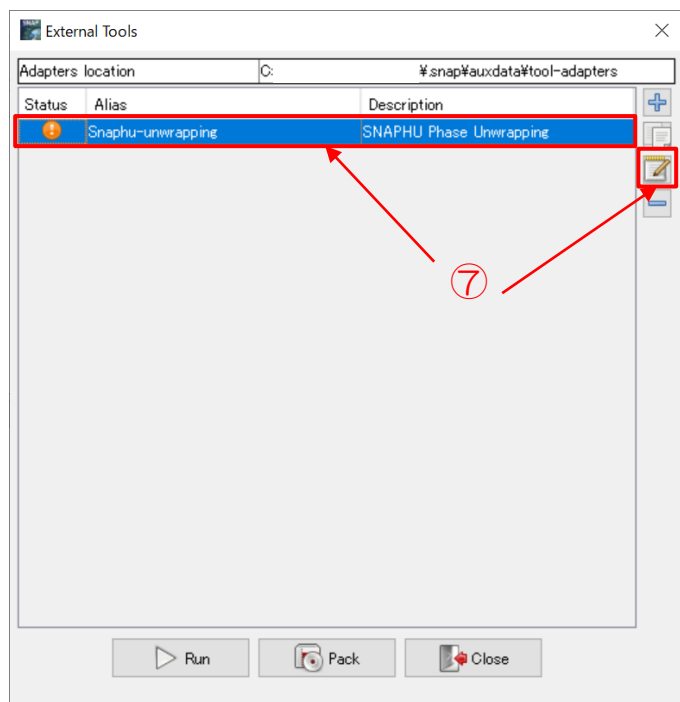 SNAP
External Tools
Adapters location C: ¥.snap¥auxdata¥tool-adapters
Status Alias Description
Snaphu-unwrapping SNAPHU Phase Unwrapping
⑦
Run Pack Close